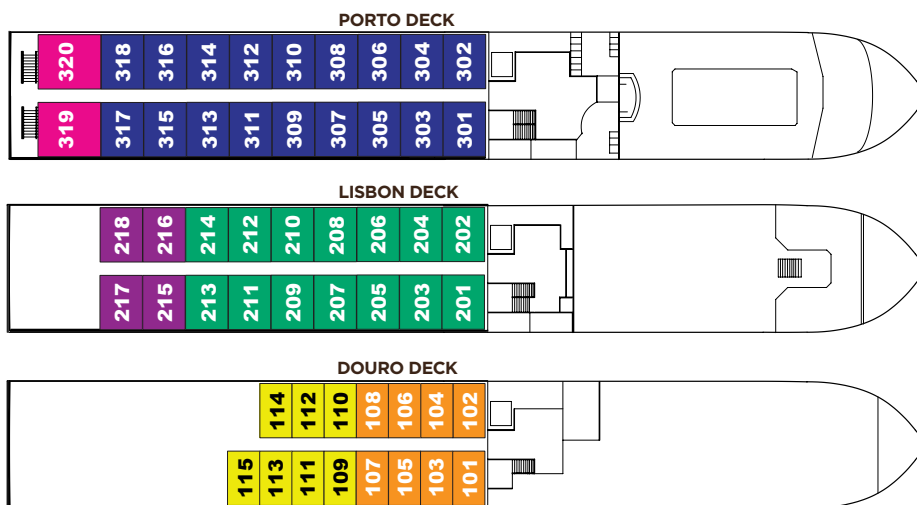 PORTO DECK
320 318 316 314 312 310 308 306 304 302
319 317 315 313 311 309 307 305 303 301
LISBON DECK
218 216 214 212 210 208 206 204 202
217 215 213 211 209 207 205 203 201
DOURO DECK
114 112 110 108 106 104 102
115 113 111 109 107 105 103 101